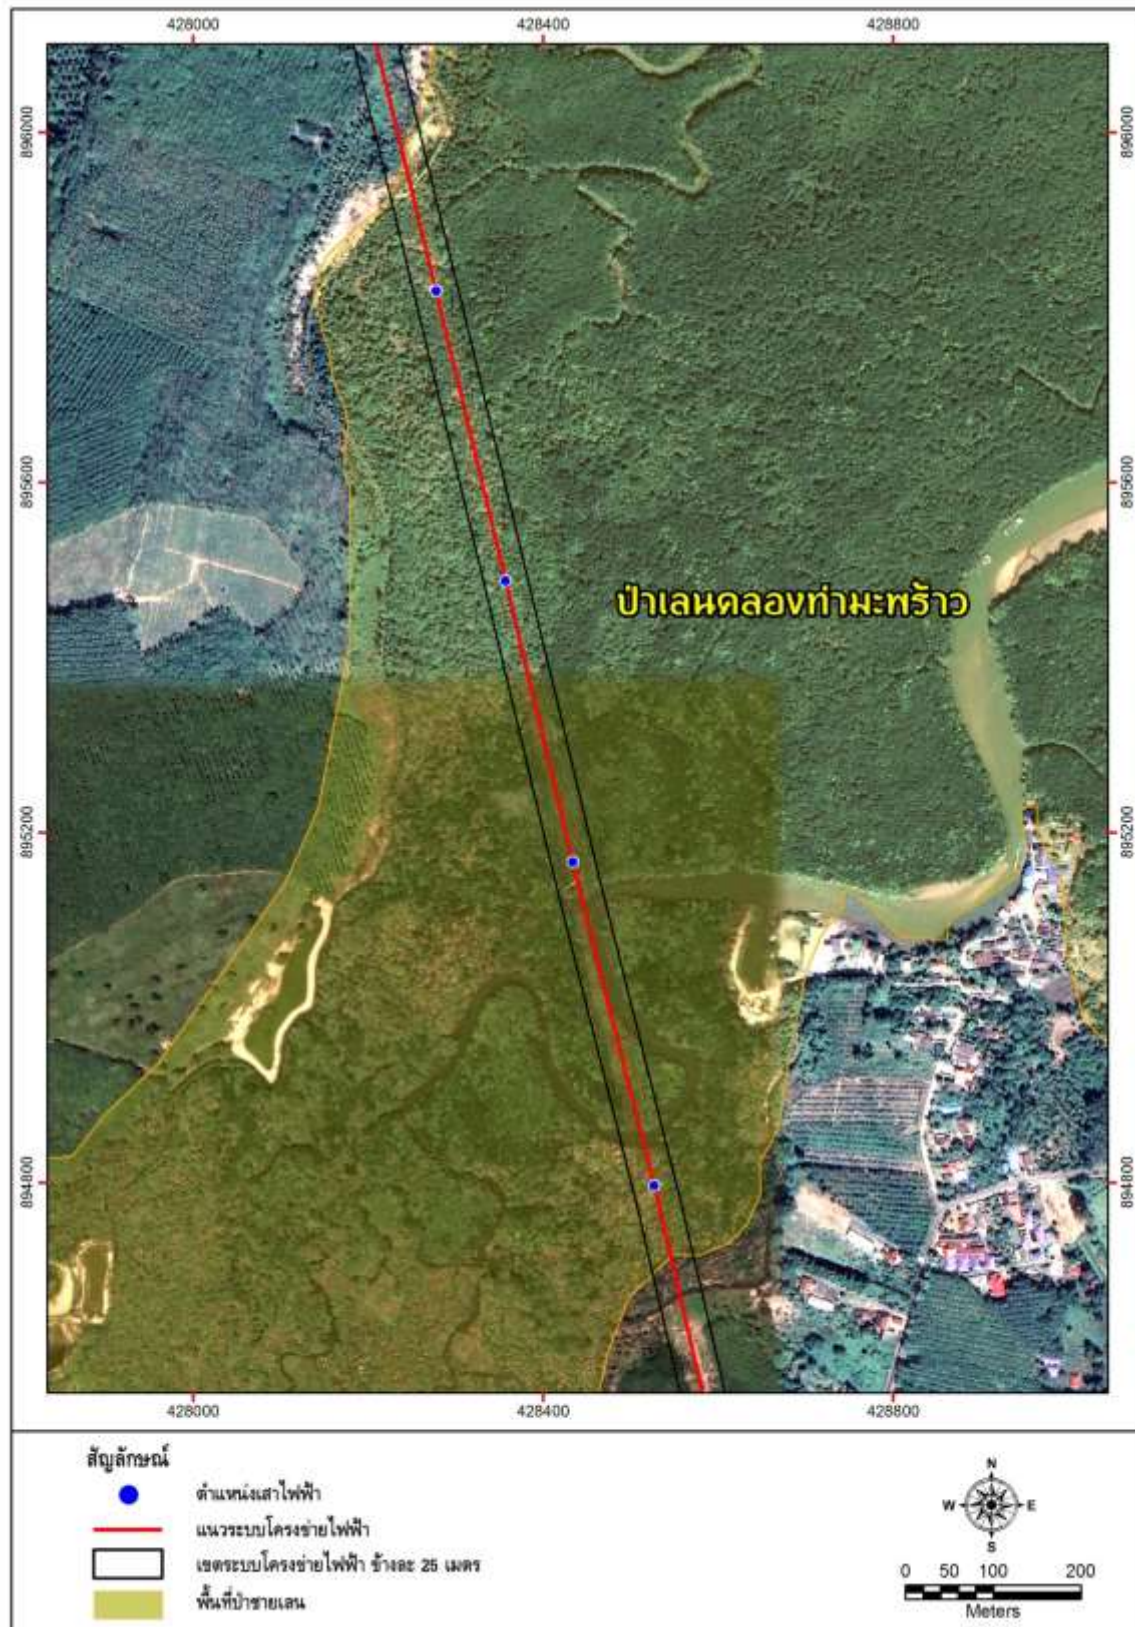 428000 428400 428800
896000 896000
895600 895600
ป่าเลนคลองท่ามะพร้าว
895200 895200
894800 894800
428000 428400 428800
สัญลักษณ์
ตำแหน่งเสาไฟฟ้า
แนวระบบโครงข่ายไฟฟ้า
เขตระบบโครงข่ายไฟฟ้า ข้างละ 25 เมตร
พื้นที่ป่าชายเลน
N
W E
S
0 50 100 200
Meters